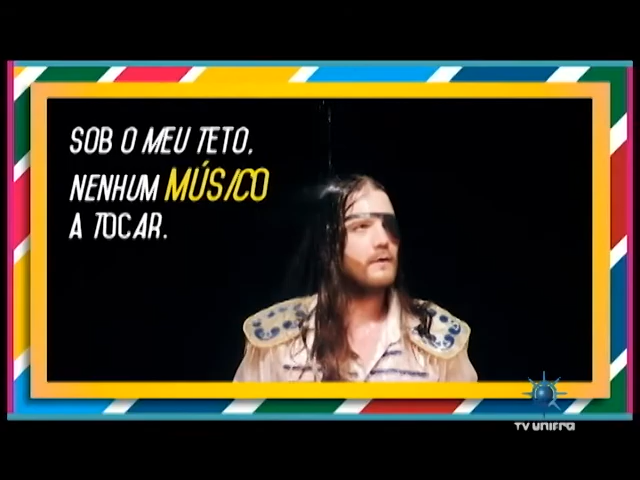 SOB O MEU TETO,
NENHUM MÚSICO
A TOCAR.
TV UNIFRA